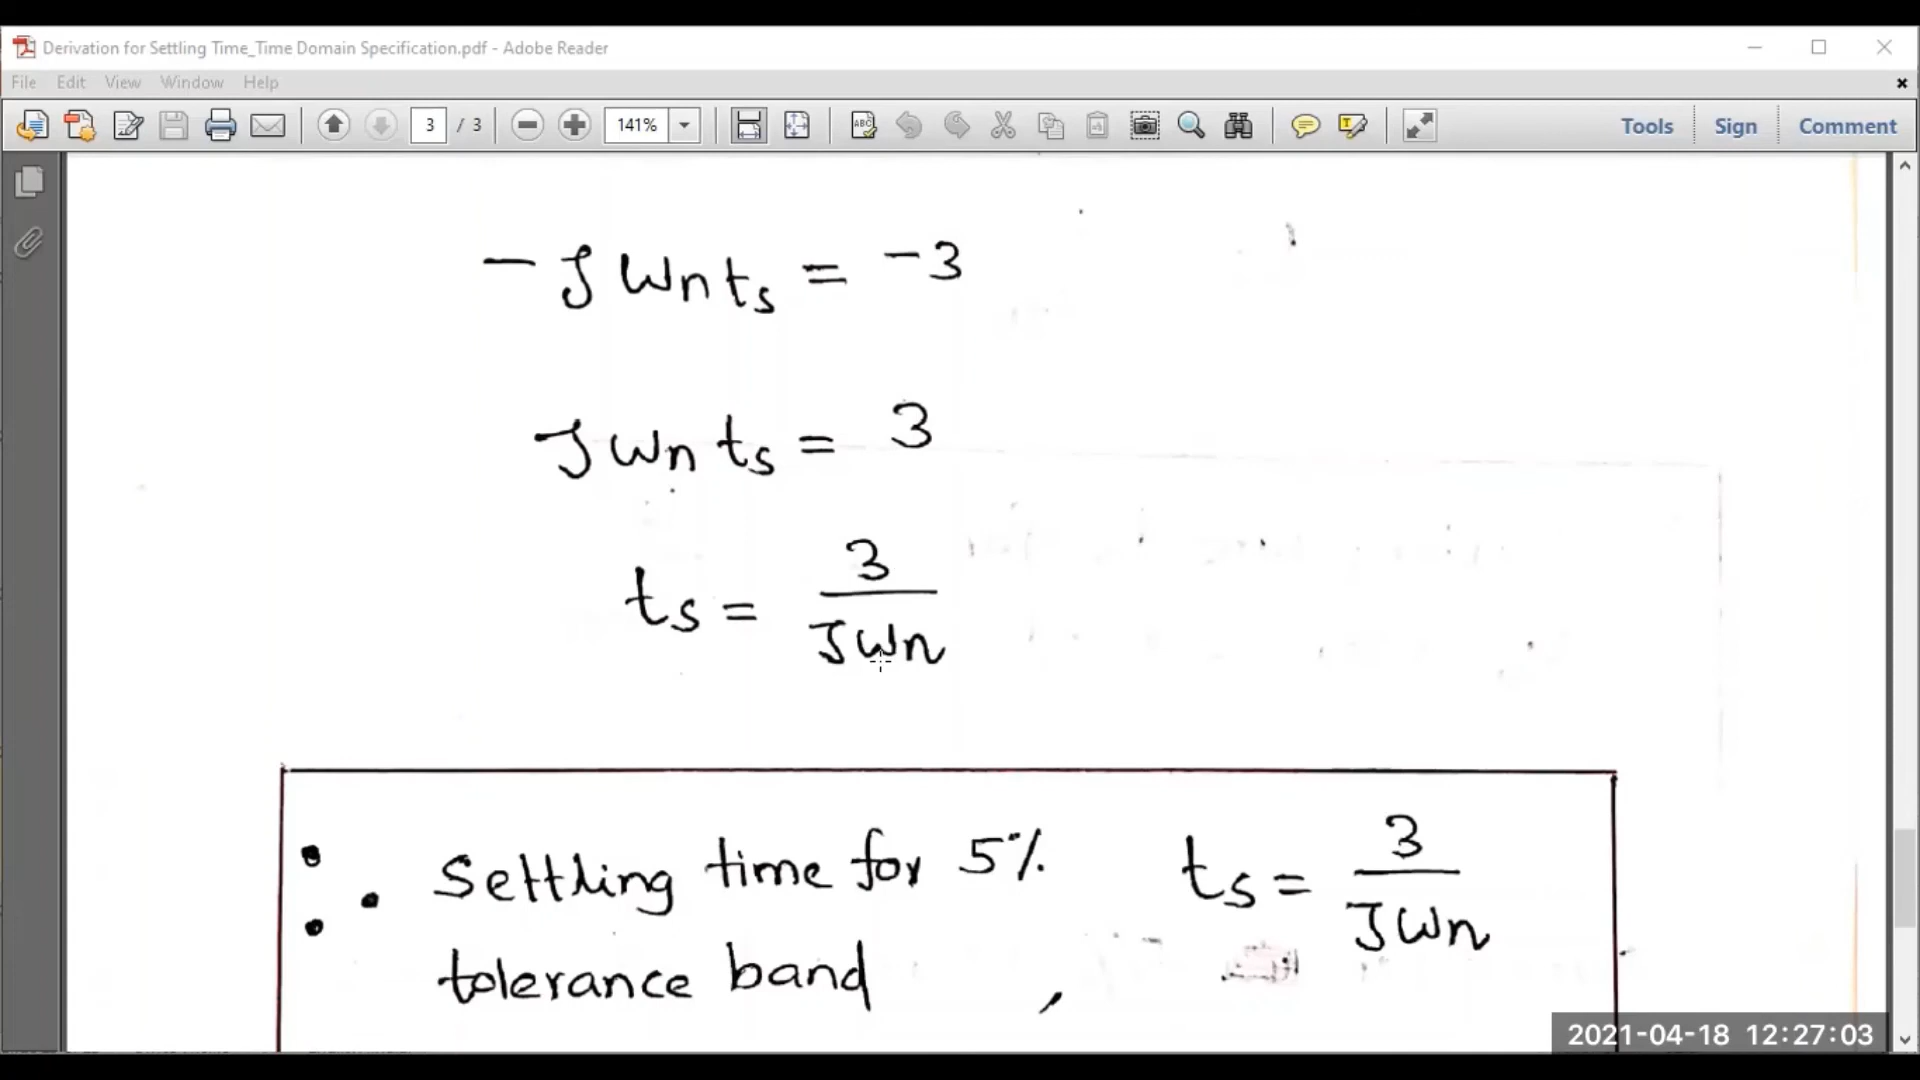 Derivation for Settling Time_Time Domain Specification.pdf - Adobe Reader
File Edit View Window Help
3 / 3 141% Tools Sign Comment
- ζ ωn ts = -3
ζ ωn ts = 3
ts = 3 / ζωn
∴ Settling time for 5% ts = 3 / ζωn
tolerance band ,
2021-04-18 12:27:03